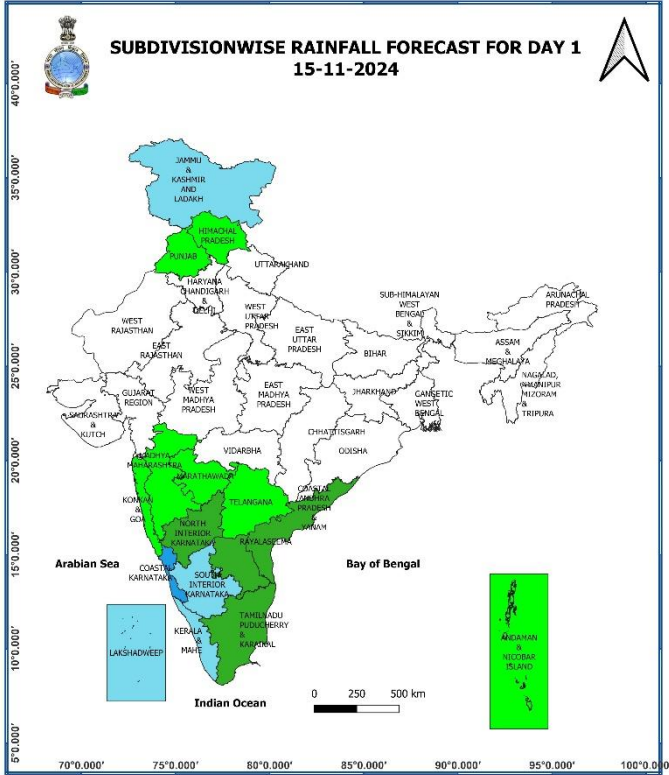 SUBDIVISIONWISE RAINFALL FORECAST FOR DAY 1
15-11-2024
40°0.000'
35°0.000'
30°0.000'
25°0.000'
20°0.000'
15°0.000'
10°0.000'
5°0.000'
JAMMU
&
KASHMIR
AND
LADAKH
HIMACHAL
PRADESH
PUNJAB
UTTARAKHAND
HARYANA
CHANDIGARH
&
DELHI
WEST
UTTAR
PRADESH
SUB-HIMALAYAN
WEST
BENGAL
&
SIKKIM
ARUNACHAL
PRADESH
WEST
RAJASTHAN
EAST
RAJASTHAN
EAST
UTTAR
PRADESH
BIHAR
ASSAM
&
MEGHALAYA
NAGALAD,
MANIPUR
MIZORAM
&
TRIPURA
GUJARAT
REGION
WEST
MADHYA
PRADESH
EAST
MADHYA
PRADESH
JHARKHAND
GANGETIC
WEST
BENGAL
SAURASHTRA
&
KUTCH
CHHATTISGARH
VIDARBHA
ODISHA
MADHYA
MAHARASHTRA
MARATHAWADA
KONKAN
&
GOA
TELANGANA
COASTAL
ANDHRA
PRADESH
&
YANAM
NORTH
INTERIOR
KARNATAKA
RAYALASEEMA
Arabian Sea
Bay of Bengal
COASTAL
KARNATAKA
SOUTH
INTERIOR
KARNATAKA
TAMILNADU
PUDUCHERRY
&
KARAIKAL
KERALA
&
MAHE
LAKSHADWEEP
ANDAMAN
&
NICOBAR
ISLAND
Indian Ocean
0 250 500 km
70°0.000' 75°0.000' 80°0.000' 85°0.000' 90°0.000' 95°0.000' 100°0.000